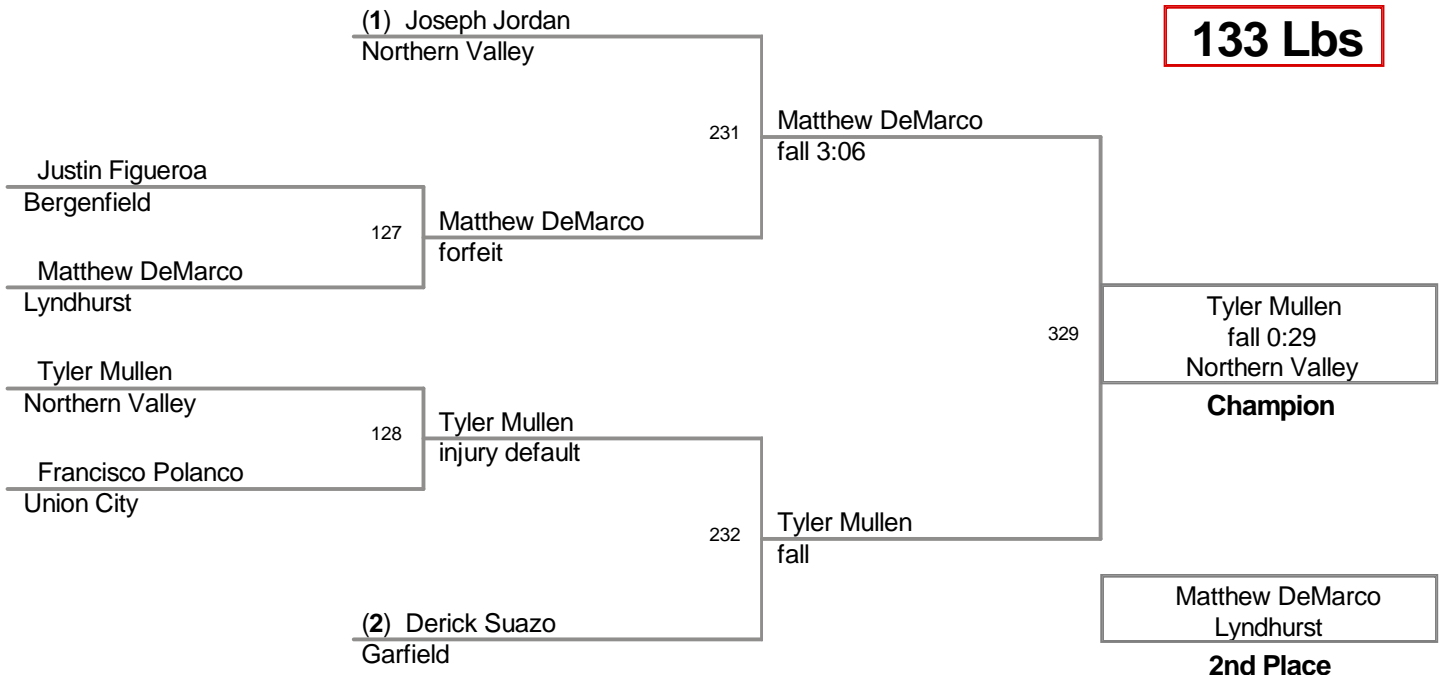 (1) Joseph Jordan
Northern Valley
133 Lbs
231
Matthew DeMarco
fall 3:06
Justin Figueroa
Bergenfield
127
Matthew DeMarco
forfeit
Matthew DeMarco
Lyndhurst
329
Tyler Mullen
fall 0:29
Northern Valley
Champion
Tyler Mullen
Northern Valley
128
Tyler Mullen
injury default
Francisco Polanco
Union City
232
Tyler Mullen
fall
(2) Derick Suazo
Garfield
Matthew DeMarco
Lyndhurst
2nd Place